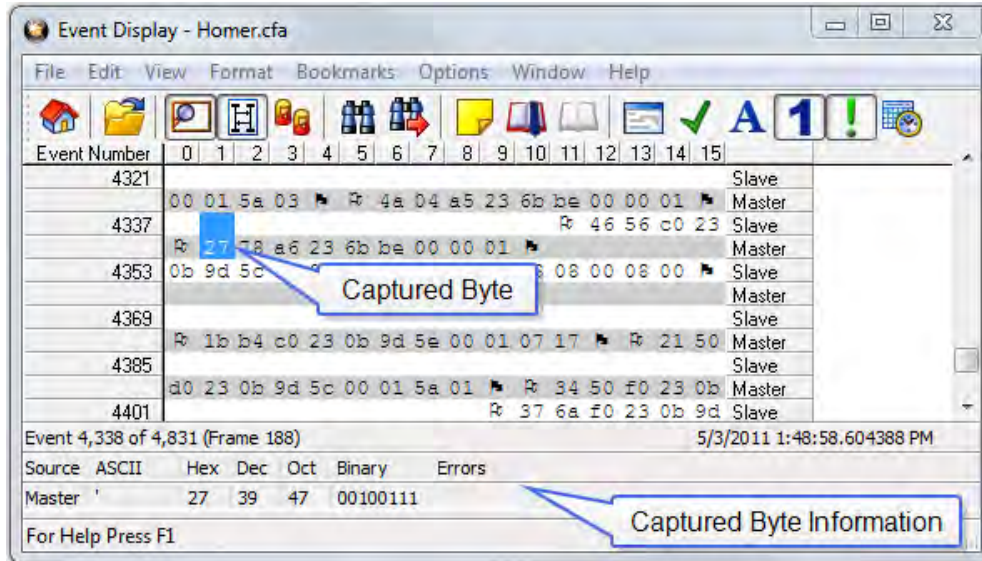 Event Display - Homer.cfa
File Edit View Format Bookmarks Options Window Help
Event Number 0 1 2 3 4 5 6 7 8 9 10 11 12 13 14 15
4321 Slave
00 01 5a 03 4a 04 a5 23 6b be 00 00 01 Master
4337 46 56 c0 23 Slave
27 78 a6 23 6b be 00 00 01 Master
4353 0b 9d 5c 08 00 08 00 Slave
Captured Byte
Master
4369 Slave
1b b4 c0 23 0b 9d 5e 00 01 07 17 21 50 Master
4385 Slave
d0 23 0b 9d 5c 00 01 5a 01 34 50 f0 23 0b Master
4401 37 6a f0 23 0b 9d Slave
Event 4,338 of 4,831 (Frame 188) 5/3/2011 1:48:58.604388 PM
Source ASCII Hex Dec Oct Binary Errors
Master ' 27 39 47 00100111
Captured Byte Information
For Help Press F1